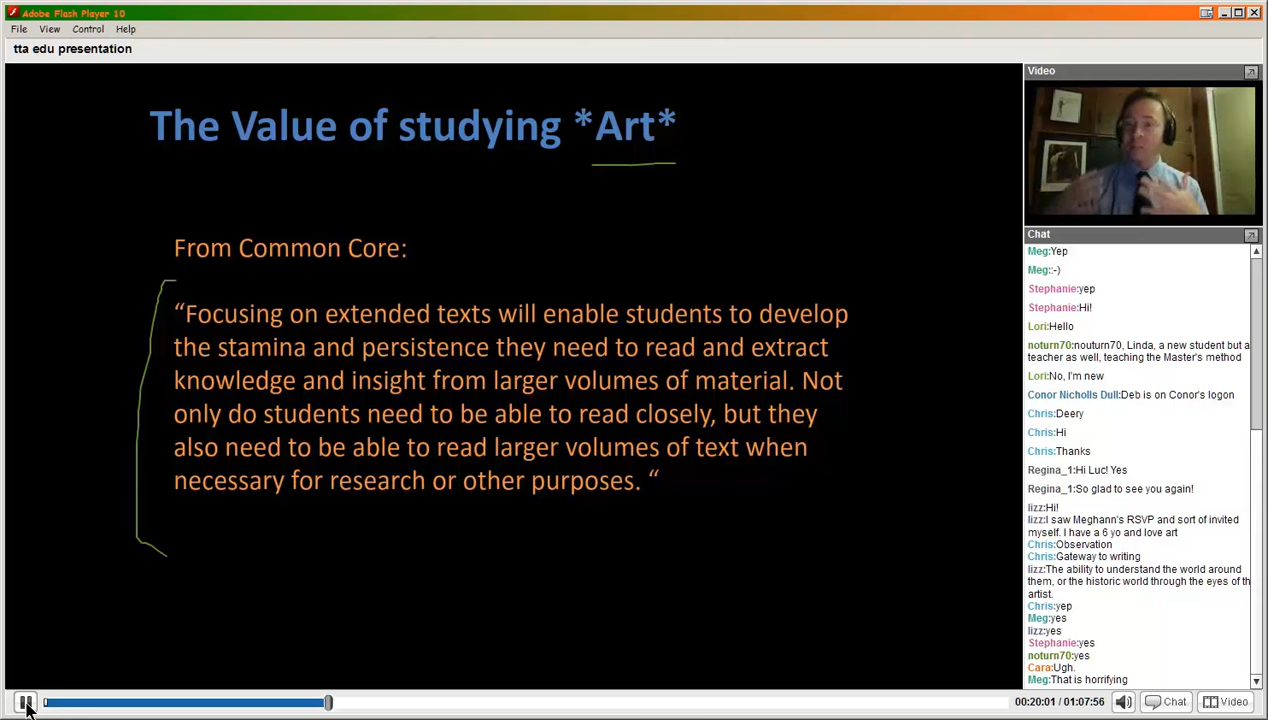 Adobe Flash Player 10
File View Control Help
tta edu presentation
The Value of studying *Art*
From Common Core:
“Focusing on extended texts will enable students to develop
the stamina and persistence they need to read and extract
knowledge and insight from larger volumes of material. Not
only do students need to be able to read closely, but they
also need to be able to read larger volumes of text when
necessary for research or other purposes. “
Video
Chat
Meg:Yep
Meg::-)
Stephanie:yep
Stephanie:Hi!
Lori:Hello
noturn70:nouturn70, Linda, a new student but a
teacher as well, teaching the Master's method
Lori:No, I'm new
Conor Nicholls Dull:Deb is on Conor's logon
Chris:Deery
Chris:Hi
Chris:Thanks
Regina_1:Hi Luc! Yes
Regina_1:So glad to see you again!
lizz:Hi!
lizz:I saw Meghann's RSVP and sort of invited
myself. I have a 6 yo and love art
Chris:Observation
Chris:Gateway to writing
lizz:The ability to understand the world around
them, or the historic world through the eyes of th
artist.
Chris:yep
Meg:yes
lizz:yes
Stephanie:yes
noturn70:yes
Cara:Ugh.
Meg:That is horrifying
00:20:01 / 01:07:56 Chat Video